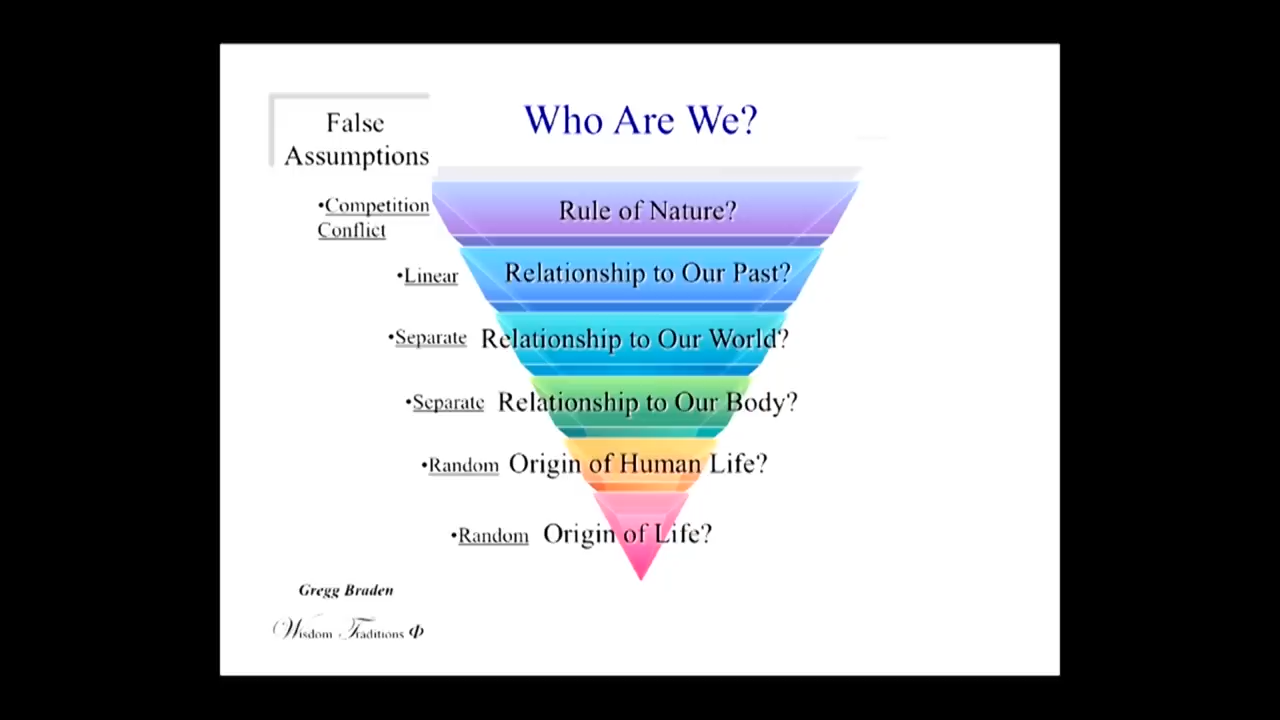 Who Are We?
False
Assumptions
•Competition
Conflict
Rule of Nature?
•Linear
Relationship to Our Past?
•Separate
Relationship to Our World?
•Separate
Relationship to Our Body?
•Random
Origin of Human Life?
•Random
Origin of Life?
Gregg Braden
Wisdom Traditions Φ